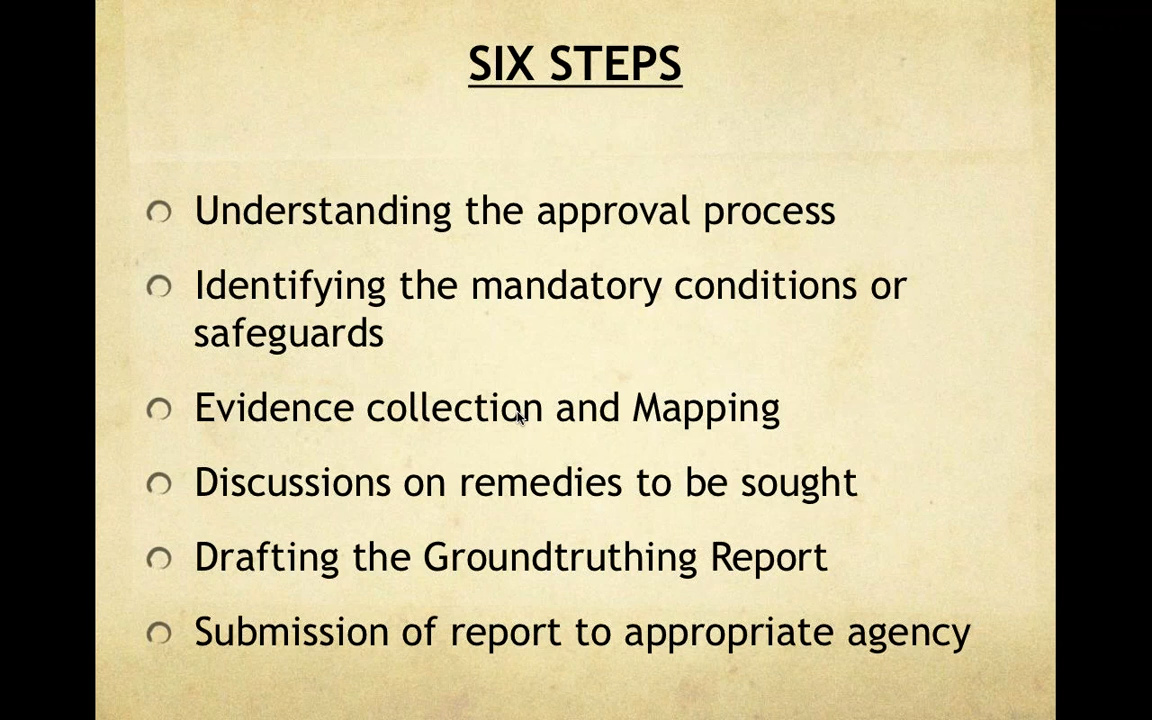 SIX STEPS
Understanding the approval process
Identifying the mandatory conditions or
safeguards
Evidence collection and Mapping
Discussions on remedies to be sought
Drafting the Groundtruthing Report
Submission of report to appropriate agency